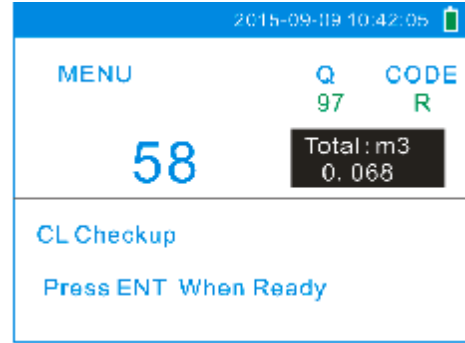 2015-09-09 10:42:05
MENU Q CODE
97 R
58 Total:m3
0.068
CL Checkup
Press ENT When Ready